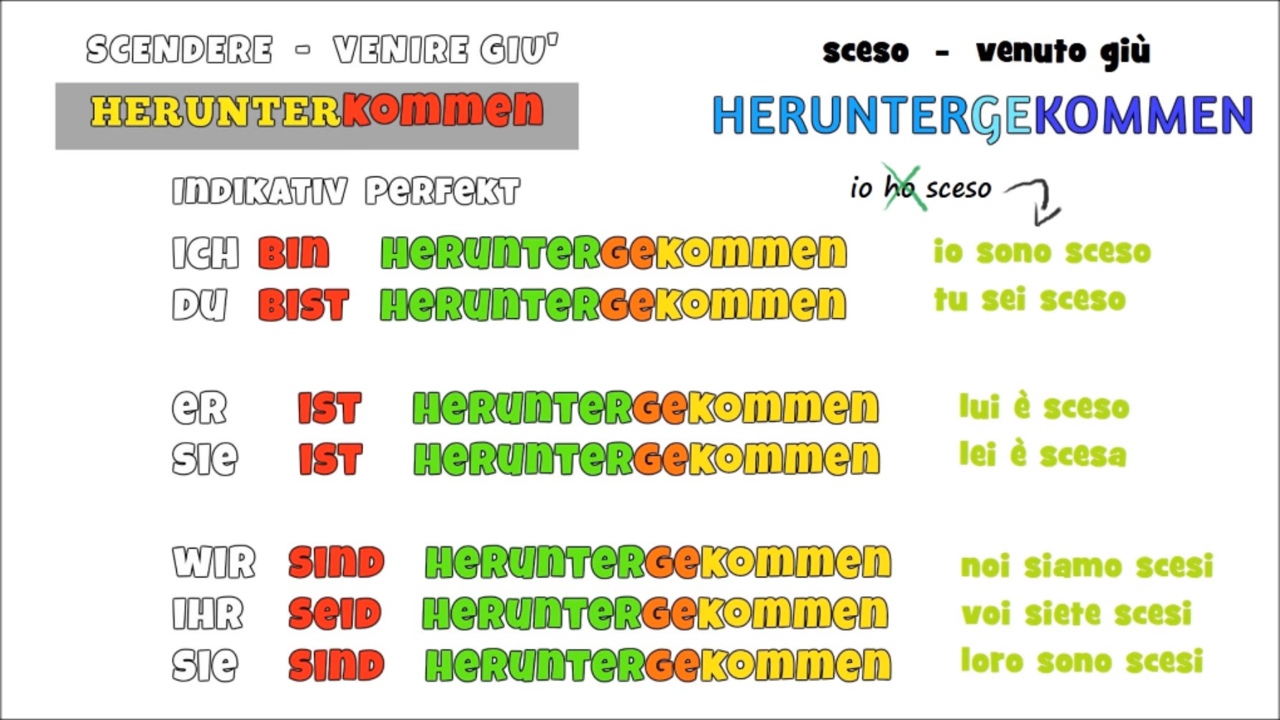 SCENDERE - VENIRE GIU'
sceso - venuto giù
HERUNTERKOMMEN
HERUNTERGEKOMMEN
INDIKATIV PERFEKT
io ho sceso
ICH BIN HERUNTERGEKOMMEN io sono sceso
DU BIST HERUNTERGEKOMMEN tu sei sceso
ER IST HERUNTERGEKOMMEN lui è sceso
SIE IST HERUNTERGEKOMMEN lei è scesa
WIR SIND HERUNTERGEKOMMEN noi siamo scesi
IHR SEID HERUNTERGEKOMMEN voi siete scesi
SIE SIND HERUNTERGEKOMMEN loro sono scesi